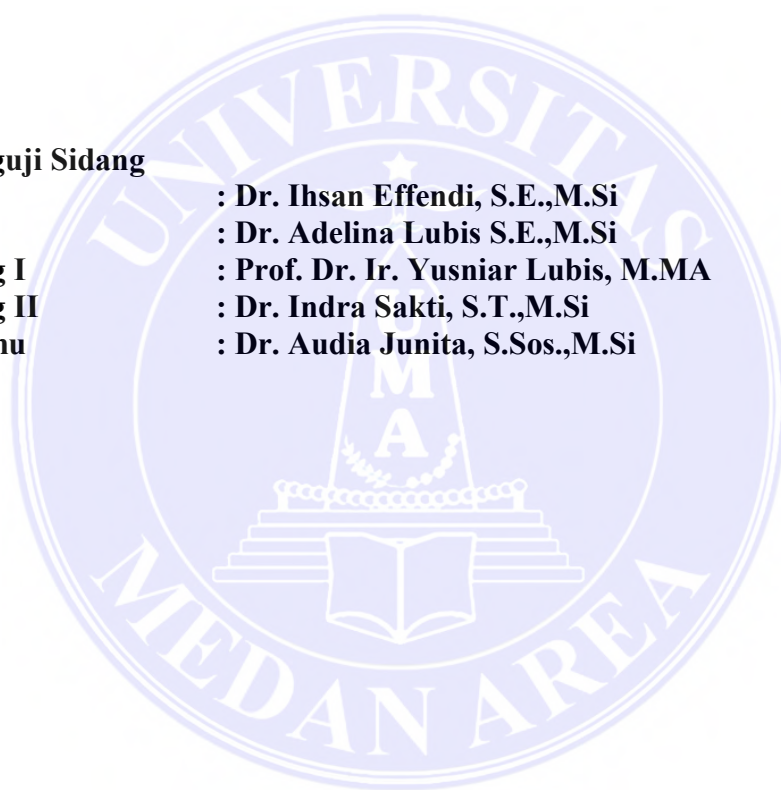 guji Sidang
: Dr. Ihsan Effendi, S.E.,M.Si
: Dr. Adelina Lubis S.E.,M.Si
g I : Prof. Dr. Ir. Yusniar Lubis, M.MA
g II : Dr. Indra Sakti, S.T.,M.Si
: Dr. Audia Junita, S.Sos.,M.Si
UNIVERSITAS
UMA
MEDAN AREA